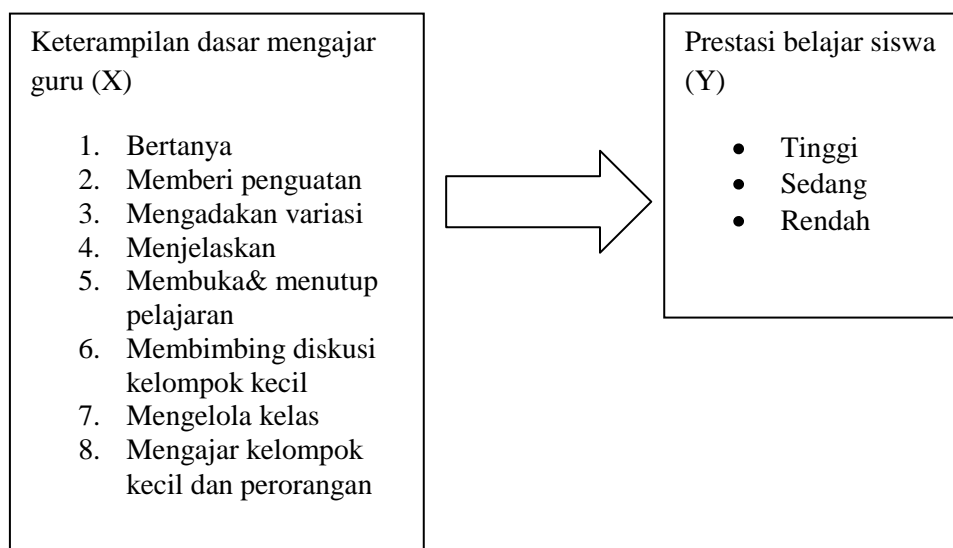 Keterampilan dasar mengajar
guru (X)
1. Bertanya
2. Memberi penguatan
3. Mengadakan variasi
4. Menjelaskan
5. Membuka& menutup
pelajaran
6. Membimbing diskusi
kelompok kecil
7. Mengelola kelas
8. Mengajar kelompok
kecil dan perorangan
Prestasi belajar siswa
(Y)
• Tinggi
• Sedang
• Rendah